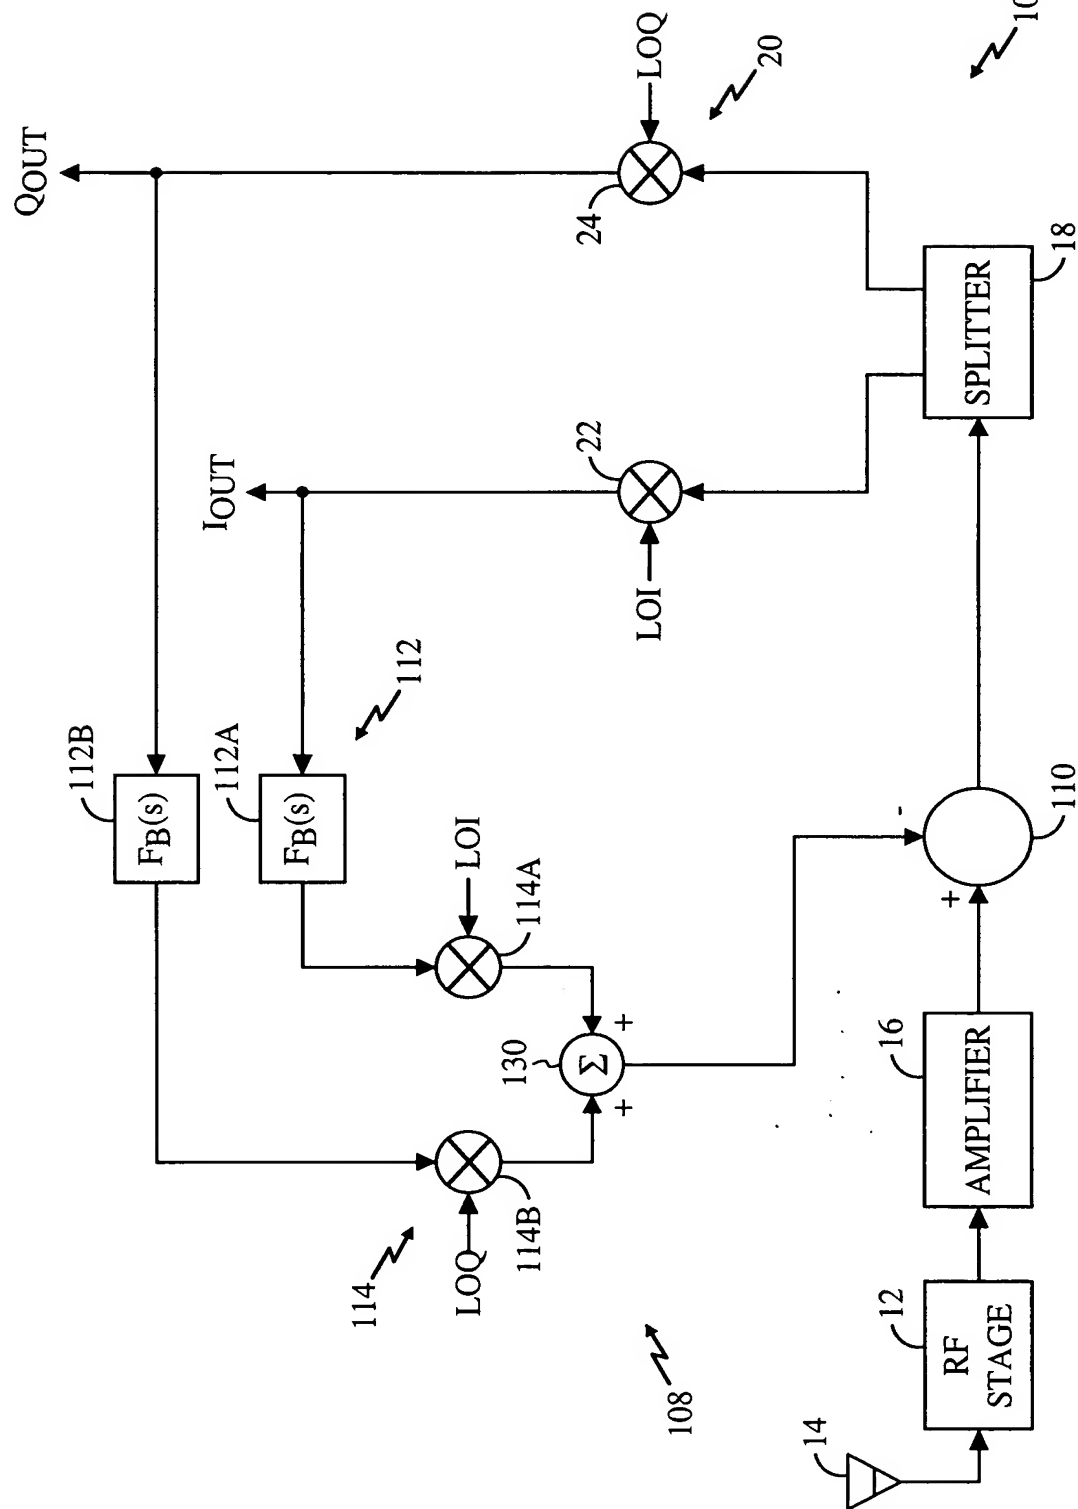 QOUT
LOQ
20
10
24
IOUT
22
LOI
SPLITTER
18
112B
FB(s)
112A
FB(s)
112
LOI
114A
130
Σ
+
+
-
+
110
114
LOQ
114B
16
AMPLIFIER
108
12
RF
STAGE
14